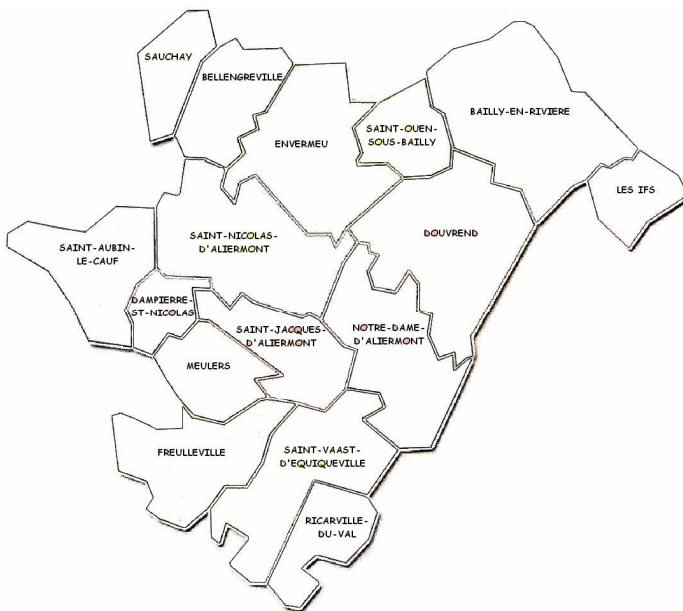 SAUCHAY
BELLENGREVILLE
BAILLY-EN-RIVIERE
SAINT-OUEN-
SOUS-BAILLY
ENVERMEU
LES IFS
SAINT-NICOLAS-
D'ALIERMONT
DOUVREND
SAINT-AUBIN-
LE-CAUF
DAMPIERRE-
ST-NICOLAS
SAINT-JACQUES-
D'ALIERMONT
NOTRE-DAME-
D'ALIERMONT
MEULERS
FREULLEVILLE
SAINT-VAAST-
D'EQUIQUEVILLE
RICARVILLE-
DU-VAL